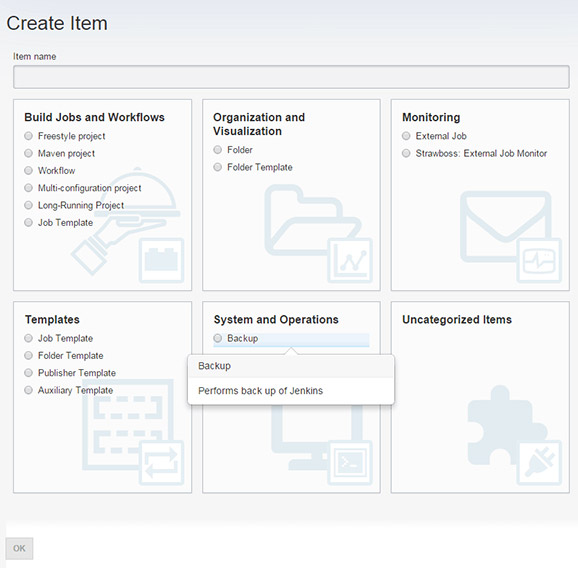 Create Item
Item name
Build Jobs and Workflows
Freestyle project
Maven project
Workflow
Multi-configuration project
Long-Running Project
Job Template
Organization and
Visualization
Folder
Folder Template
Monitoring
External Job
Strawboss: External Job Monitor
Templates
Job Template
Folder Template
Publisher Template
Auxiliary Template
System and Operations
Backup
Backup
Performs back up of Jenkins
Uncategorized Items
OK